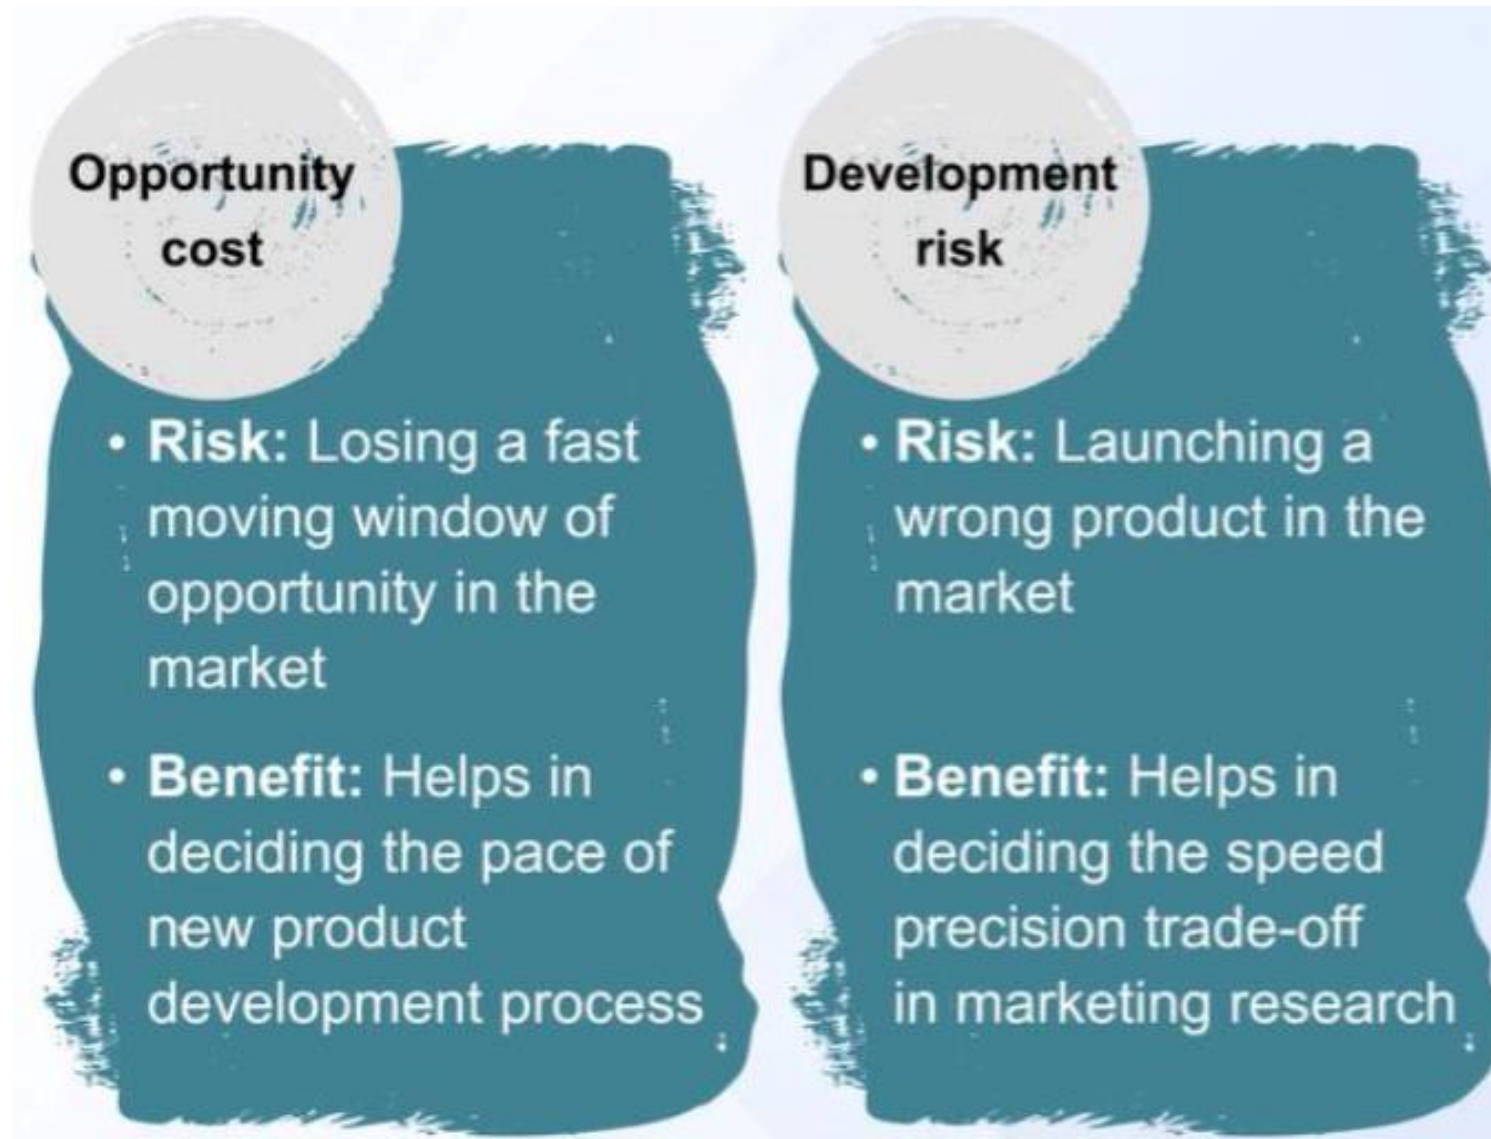 Opportunity
cost
• Risk: Losing a fast
moving window of
opportunity in the
market
• Benefit: Helps in
deciding the pace of
new product
development process
Development
risk
• Risk: Launching a
wrong product in the
market
• Benefit: Helps in
deciding the speed
precision trade-off
in marketing research